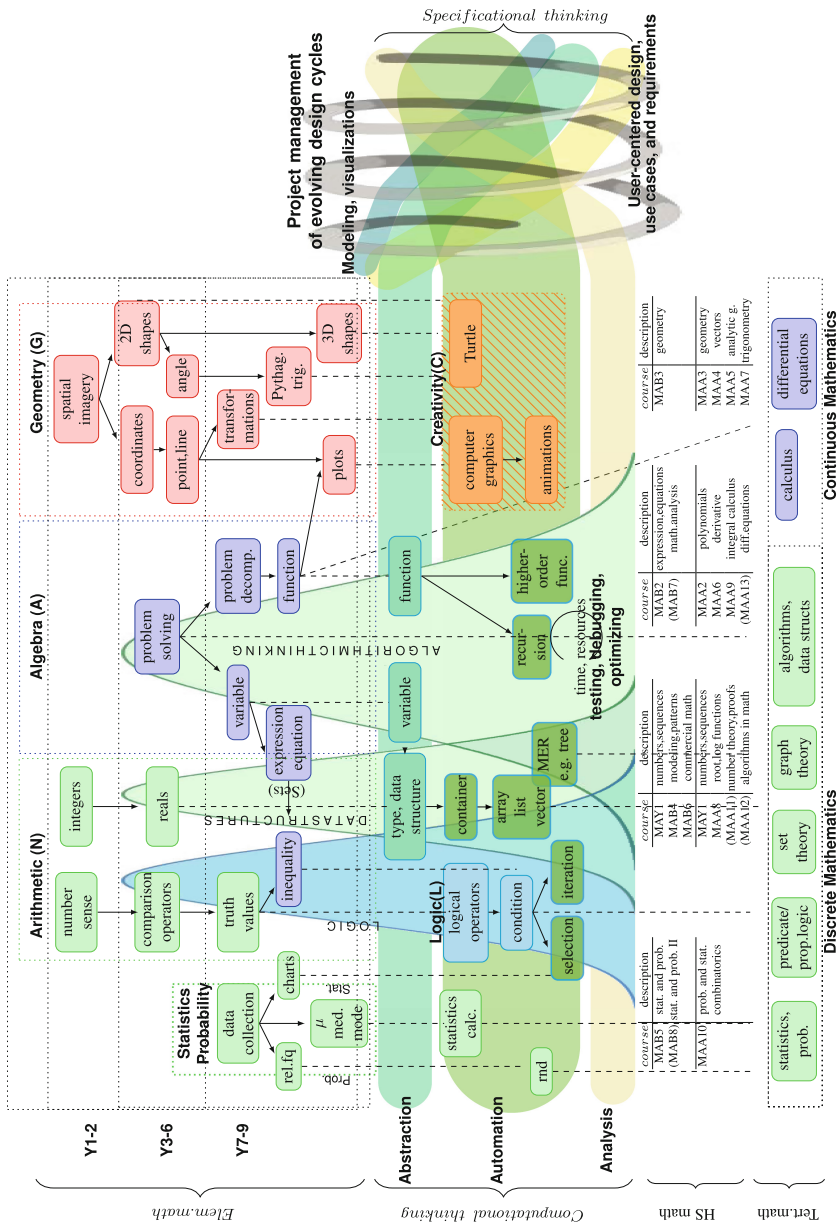 Elem.math
Y1-2
Y3-6
Y7-9
Arithmetic (N)
Algebra (A)
Geometry (G)
number
sense
integers
spatial
imagery
comparison
operators
reals
problem
solving
coordinates
2D
shapes
point,line
angle
Statistics
Probability
data
collection
truth
values
variable
problem
decomp.
transfor-
mations
rel.fq
charts
inequality
(Sets)
expression
equation
function
Pythag.
trig.
μ
med.
mode
plots
3D
shapes
Prob
Stat
LOGIC
DATASTRUCTURES
ALGORITHMICTHINKING
Project management
of evolving design cycles
Modeling, visualizations
Computational thinking
Specificational thinking
Abstraction
Automation
Analysis
type, data
structure
variable
function
Logic(L)
Creativity(C)
statistics
calc.
logical
operators
container
computer
graphics
Turtle
condition
array
list
vector
recur-
sion
higher-
order
func.
animations
rnd
selection
iteration
MER
e.g. tree
time, resources
testing, debugging,
optimizing
User-centered design,
use cases, and requirements
HS math
course description
MAB5 stat. and prob.
(MAB8) stat. and prob. II
MAA10 prob. and stat.
combinatorics
course description
MAY1 numbers,sequences
MAB4 modeling,patterns
MAB6 commercial math
MAY1 numbers,sequences
MAA8 root,log functions
(MAA11) number theory,proofs
(MAA12) algorithms in math
course description
MAB2 expression,equations
(MAB7) math.analysis
MAA2 polynomials
MAA6 derivative
MAA9 integral calculus
(MAA13) diff.equations
course description
MAB3 geometry
MAA3 geometry
MAA4 vectors
MAA5 analytic g.
MAA7 trigonometry
Tert.math
statistics,
prob.
predicate/
prop.logic
set
theory
graph
theory
algorithms,
data structs
calculus
differential
equations
Discrete Mathematics
Continuous Mathematics